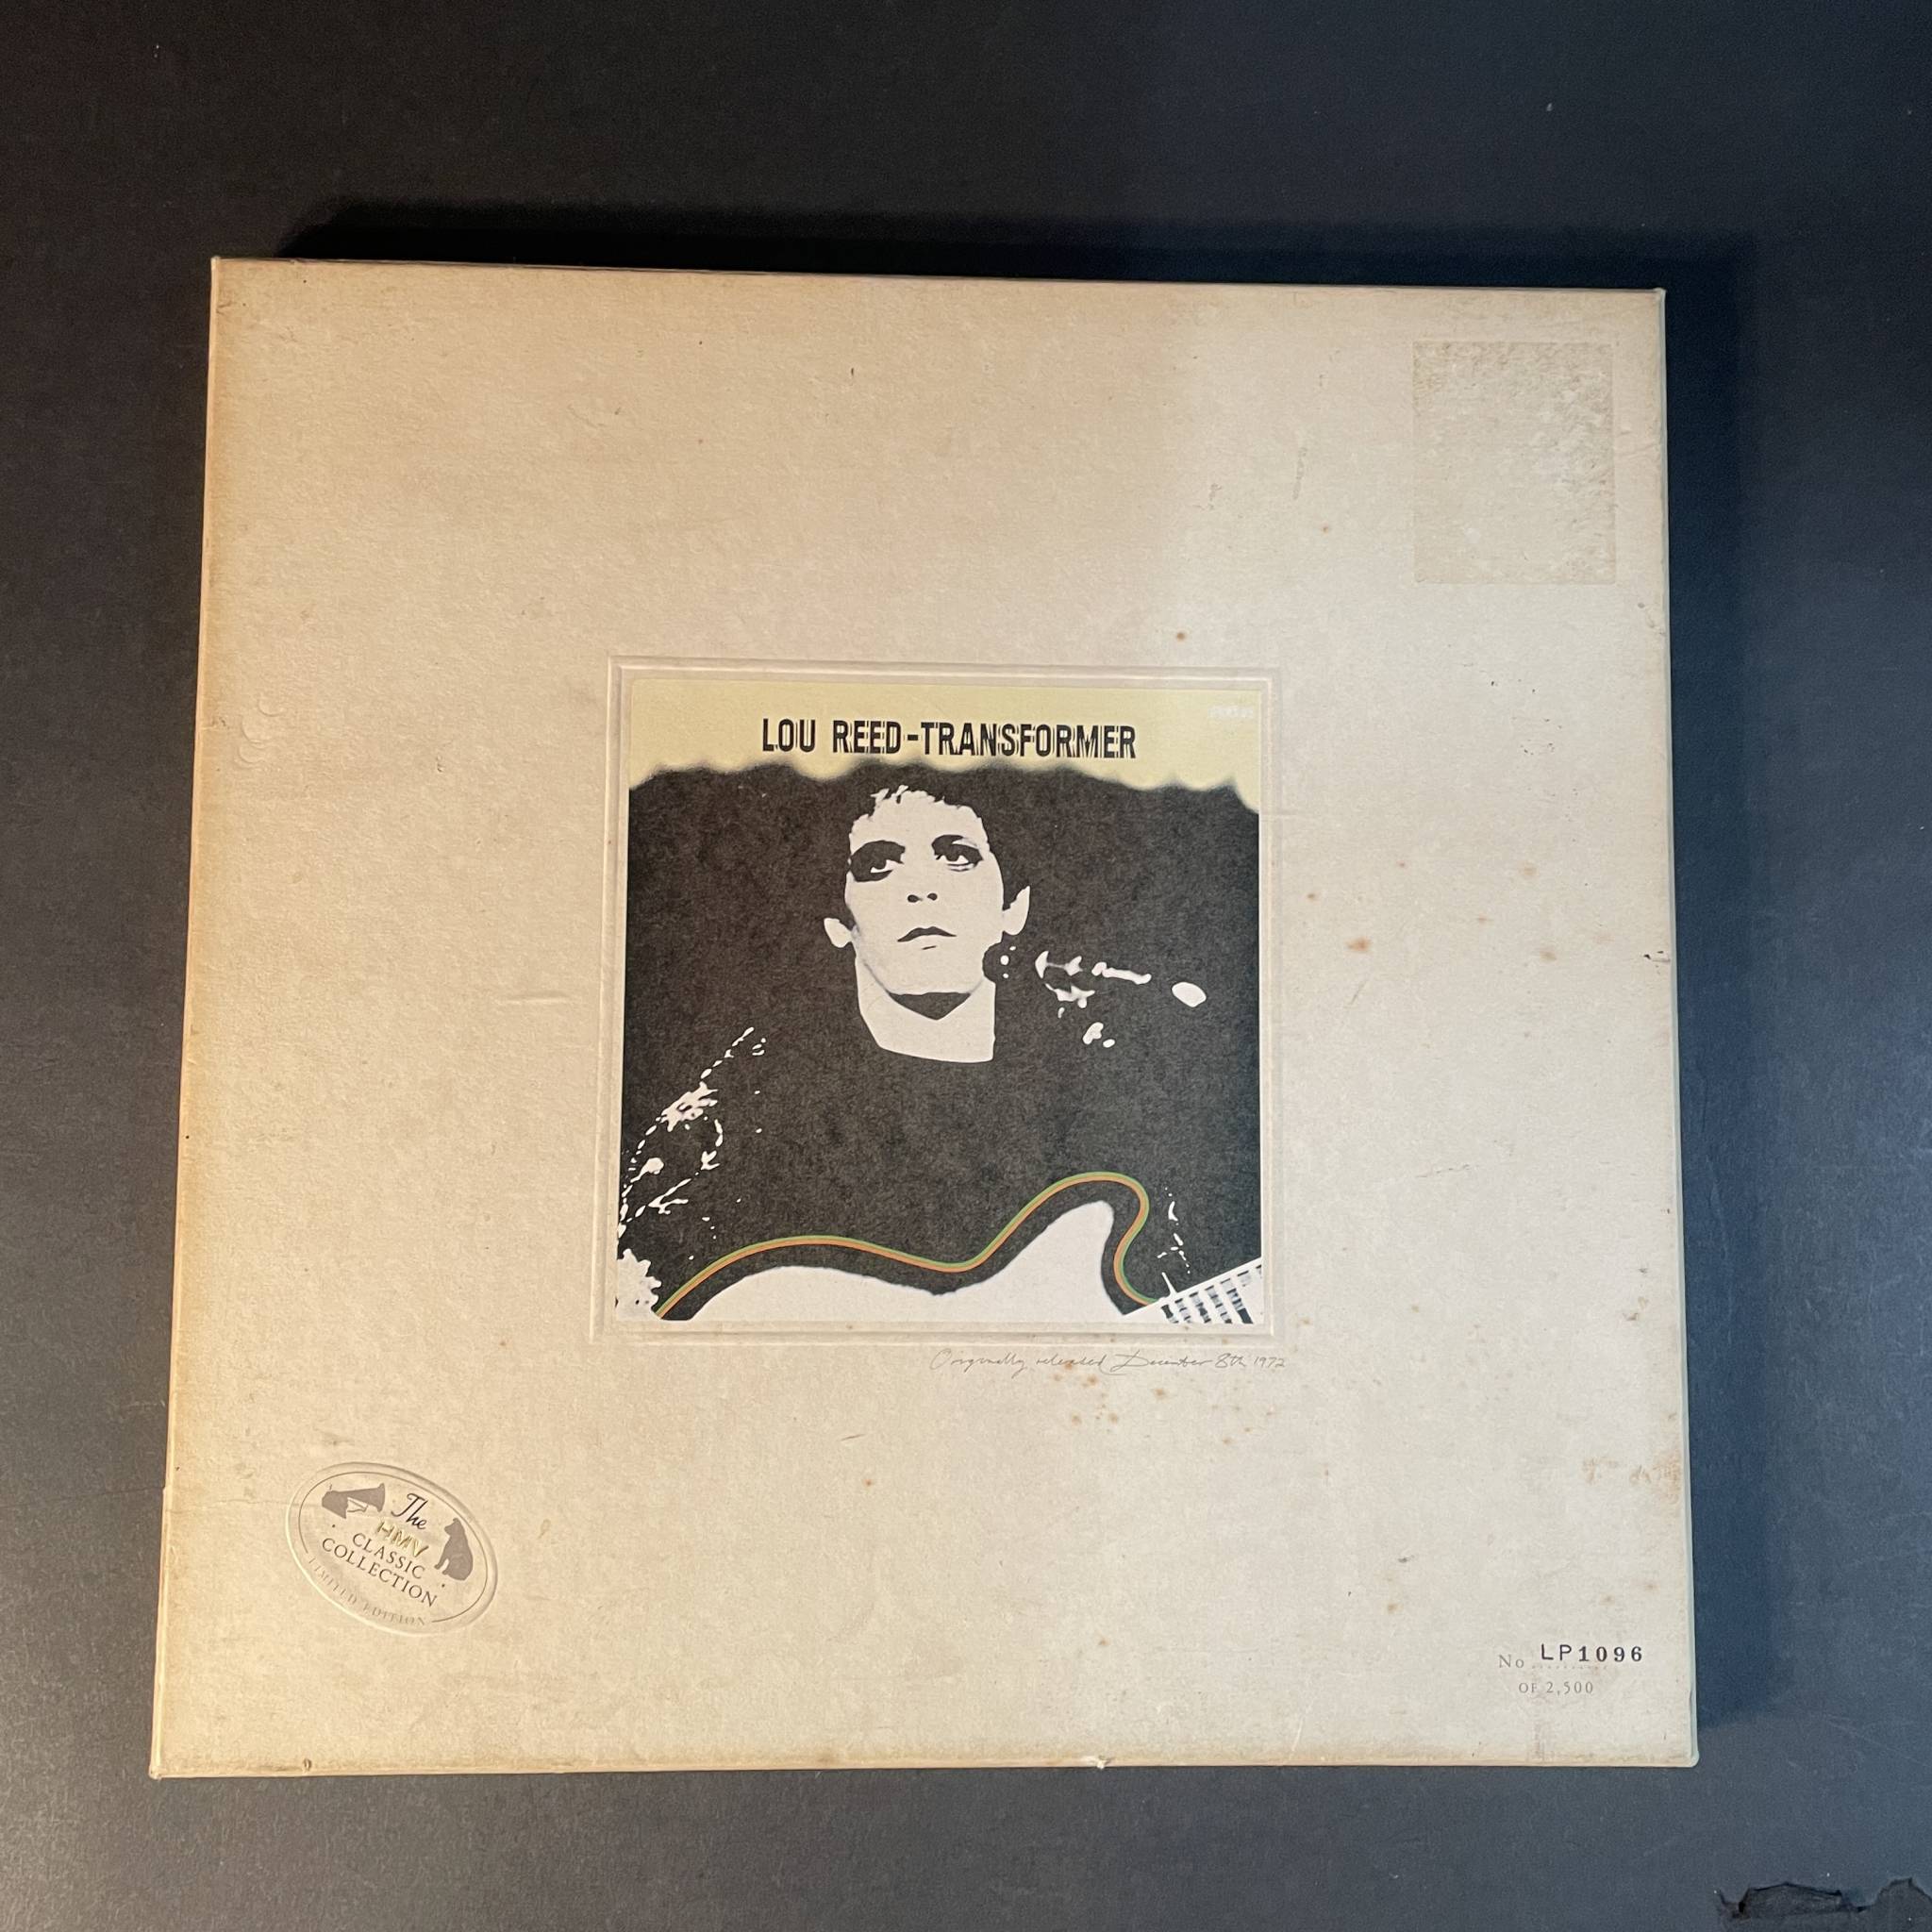 LOU REED-TRANSFORMER
Originally released December 8th 1972
The
HMV
CLASSIC
COLLECTION
LIMITED EDITION
No LP1096
OF 2,500